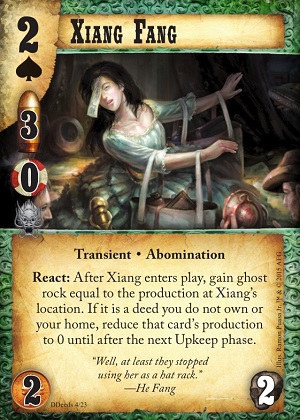 2
XIANG FANG
3
0
Transient • Abomination
React: After Xiang enters play, gain ghost
rock equal to the production at Xiang's
location. If it is a deed you do not own or
your home, reduce that card's production
to 0 until after the next Upkeep phase.
"Well, at least they stopped
using her as a hat rack."
—He Fang
2
4/23
2